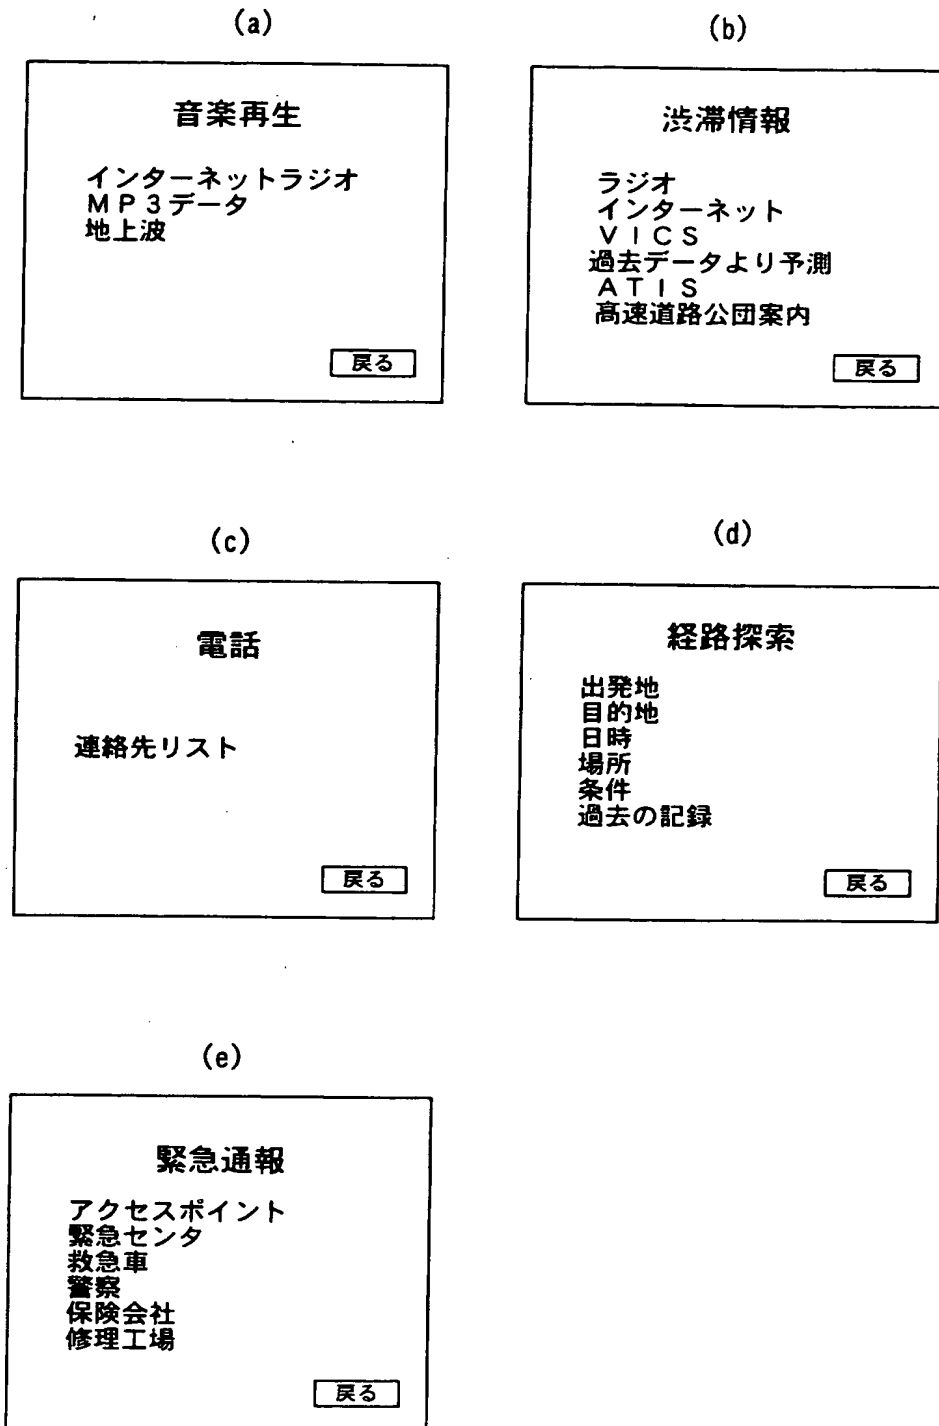 (a)
音楽再生
インターネットラジオ
MP3データ
地上波
戻る
(b)
渋滞情報
ラジオ
インターネット
VICS
過去データより予測
ATIS
高速道路公団案内
戻る
(c)
電話
連絡先リスト
戻る
(d)
経路探索
出発地
目的地
日時
場所
条件
過去の記録
戻る
(e)
緊急通報
アクセスポイント
緊急センタ
救急車
警察
保険会社
修理工場
戻る